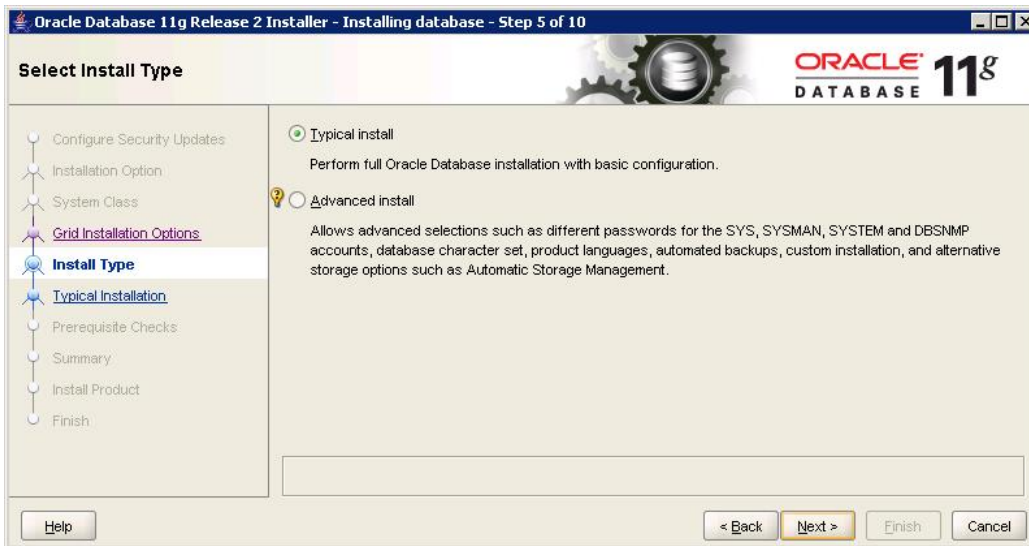 Oracle Database 11g Release 2 Installer - Installing database - Step 5 of 10
Select Install Type
ORACLE
DATABASE
11g
Configure Security Updates
Installation Option
System Class
Grid Installation Options
Install Type
Typical Installation
Prerequisite Checks
Summary
Install Product
Finish
Typical install
Perform full Oracle Database installation with basic configuration.
Advanced install
Allows advanced selections such as different passwords for the SYS, SYSMAN, SYSTEM and DBSNMP
accounts, database character set, product languages, automated backups, custom installation, and alternative
storage options such as Automatic Storage Management.
Help
< Back
Next >
Finish
Cancel